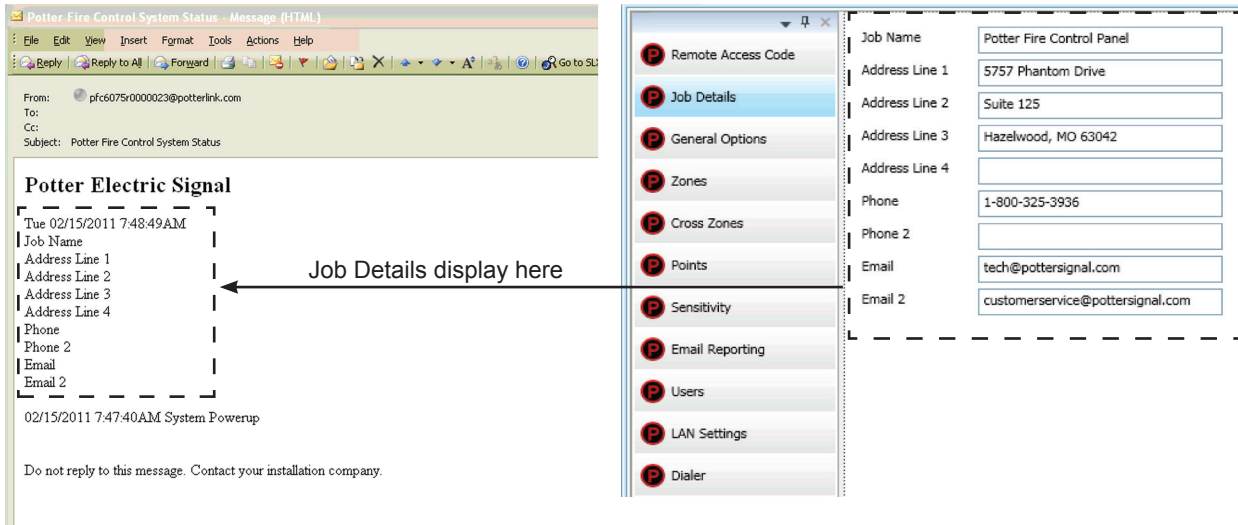 Potter Fire Control System Status - Message (HTML)
File Edit View Insert Format Tools Actions Help
Reply Reply to All Forward Go to SL
From: pfc6075r0000023@potterlink.com
To:
Cc:
Subject: Potter Fire Control System Status
Potter Electric Signal
Tue 02/15/2011 7:48:49AM
Job Name
Address Line 1
Address Line 2
Address Line 3
Address Line 4
Phone
Phone 2
Email
Email 2
02/15/2011 7:47:40AM System Powerup
Do not reply to this message. Contact your installation company.
Job Details display here
Remote Access Code
Job Details
General Options
Zones
Cross Zones
Points
Sensitivity
Email Reporting
Users
LAN Settings
Dialer
Job Name Potter Fire Control Panel
Address Line 1 5757 Phantom Drive
Address Line 2 Suite 125
Address Line 3 Hazelwood, MO 63042
Address Line 4
Phone 1-800-325-3936
Phone 2
Email tech@pottersignal.com
Email 2 customerservice@pottersignal.com